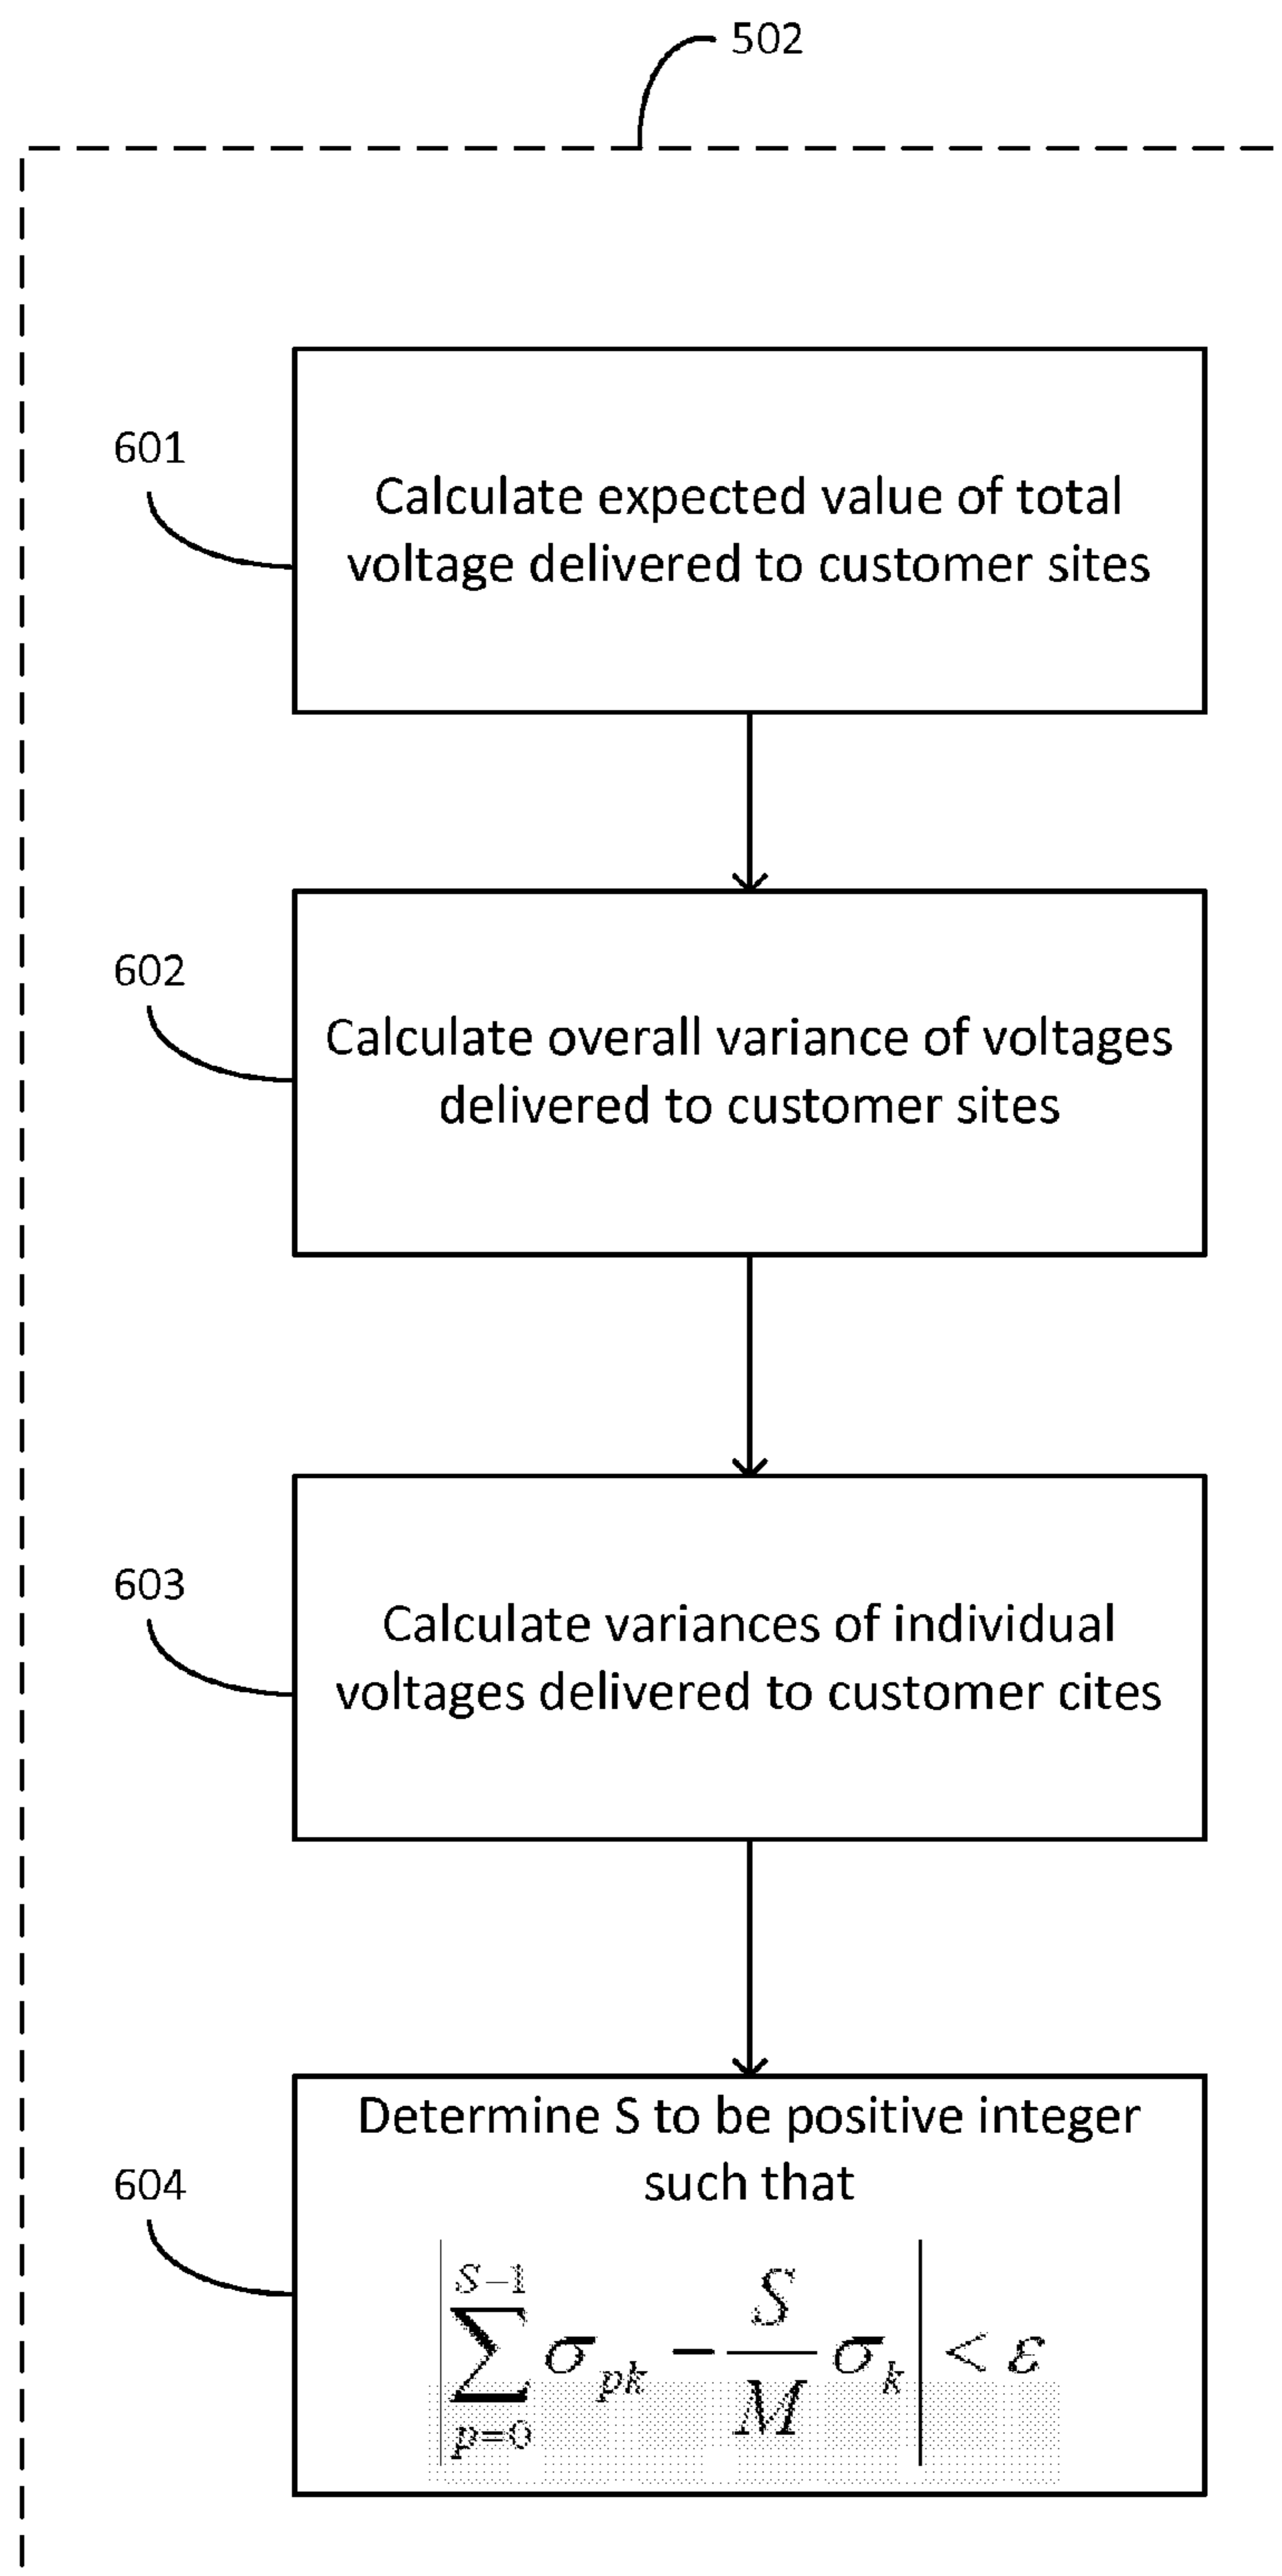 502
601
Calculate expected value of total
voltage delivered to customer sites
602
Calculate overall variance of voltages
delivered to customer sites
603
Calculate variances of individual
voltages delivered to customer cites
604
Determine S to be positive integer
such that
|∑_{p=0}^{S-1} σ_{pk} - S/M σ_k| < ε